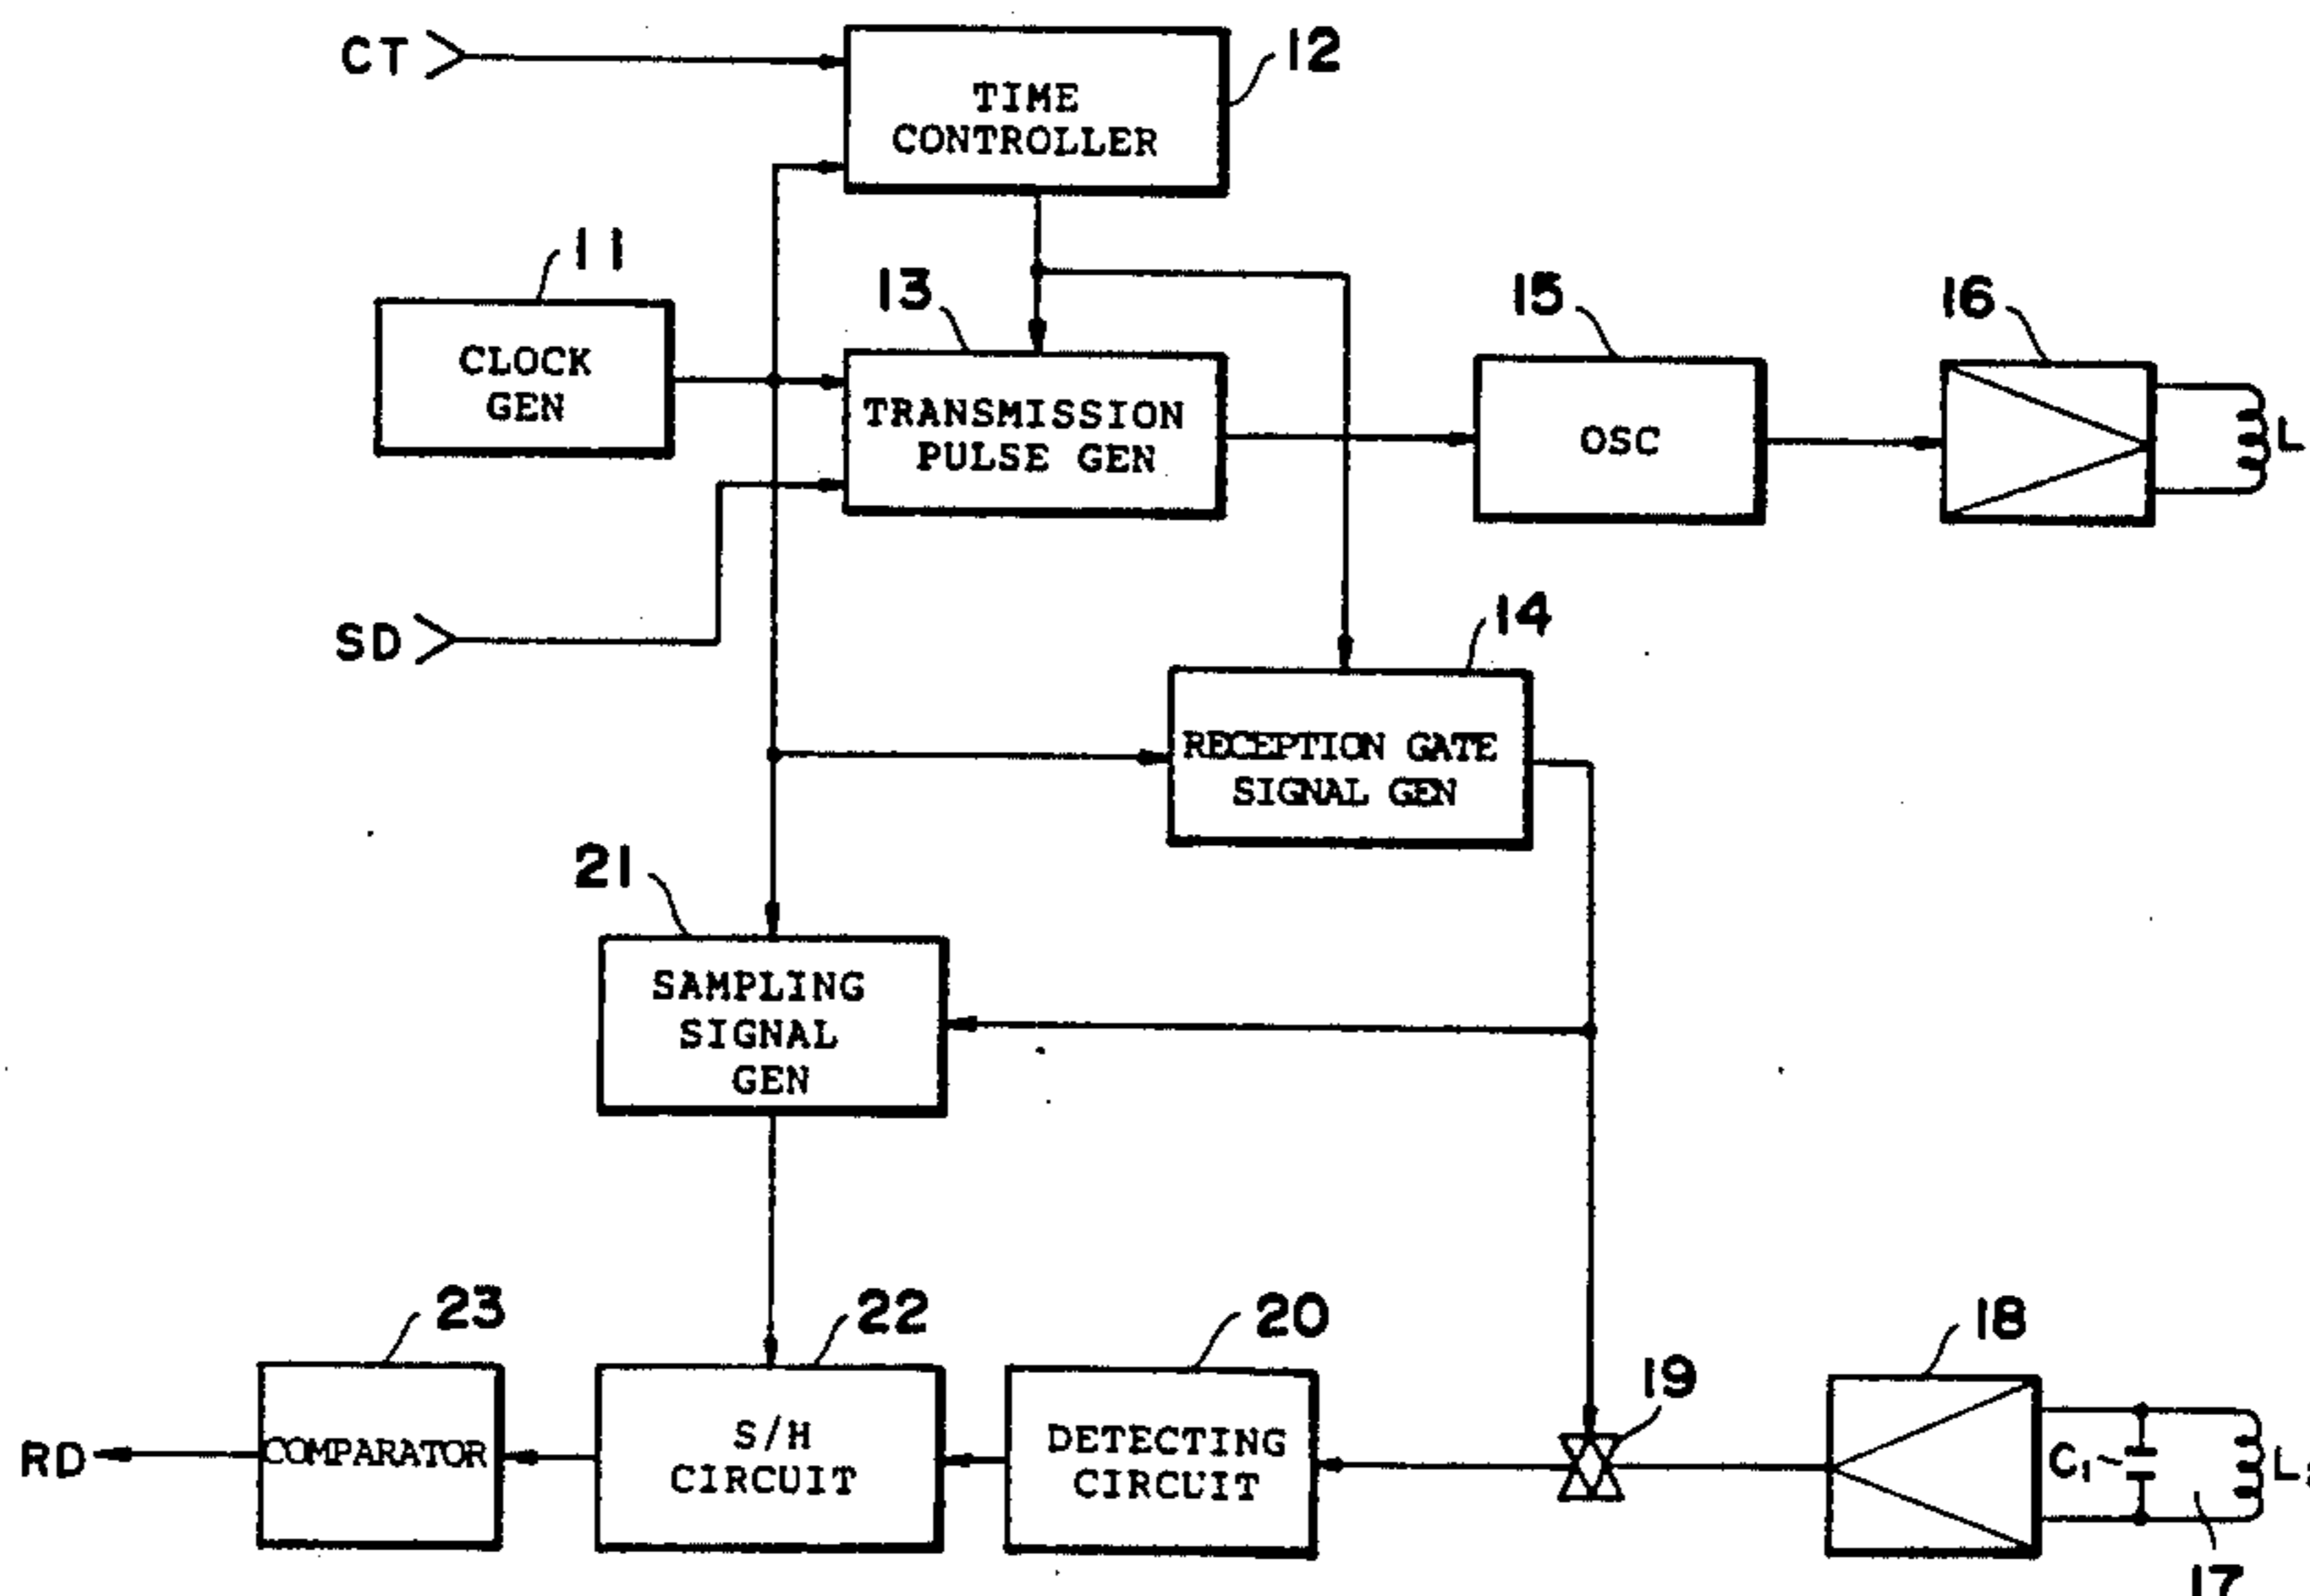 CT
12
TIME
CONTROLLER
11
13
15
16
CLOCK
GEN
TRANSMISSION
PULSE GEN
OSC
L
SD
14
RECEPTION GATE
SIGNAL GEN
21
SAMPLING
SIGNAL
GEN
23
22
20
19
18
RD
COMPARATOR
S/H
CIRCUIT
DETECTING
CIRCUIT
C1
L2
17